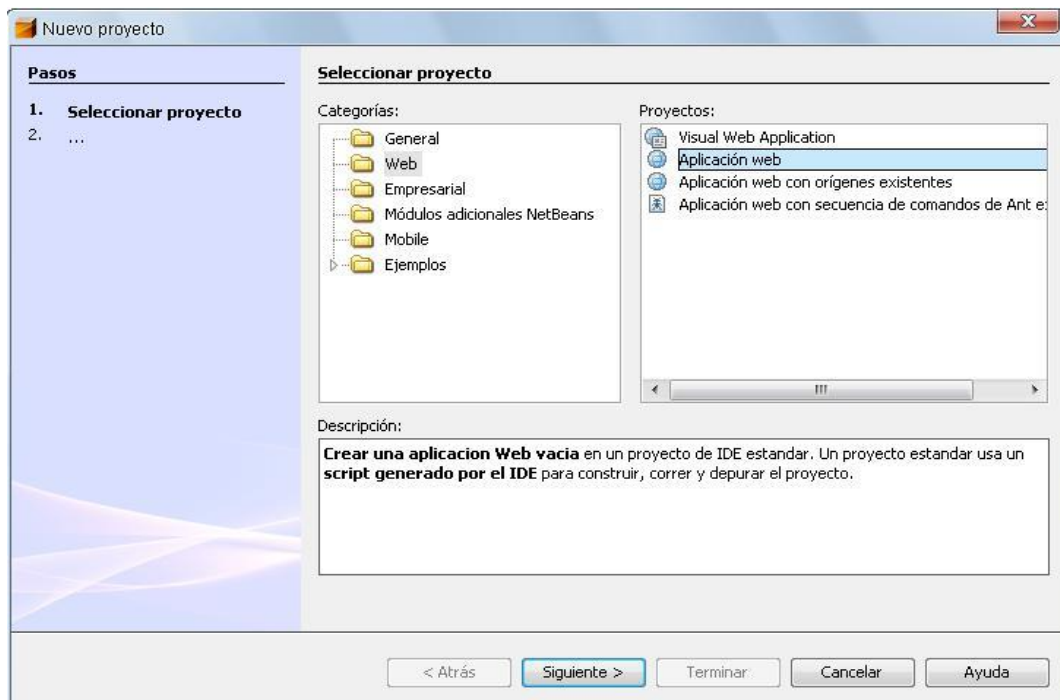 Nuevo proyecto
Pasos
1. Seleccionar proyecto
2. ...
Seleccionar proyecto
Categorías:
General
Web
Empresarial
Módulos adicionales NetBeans
Mobile
Ejemplos
Proyectos:
Visual Web Application
Aplicación web
Aplicación web con orígenes existentes
Aplicación web con secuencia de comandos de Ant e
Descripción:
Crear una aplicacion Web vacia en un proyecto de IDE estandar. Un proyecto estandar usa un
script generado por el IDE para construir, correr y depurar el proyecto.
< Atrás
Siguiente >
Terminar
Cancelar
Ayuda